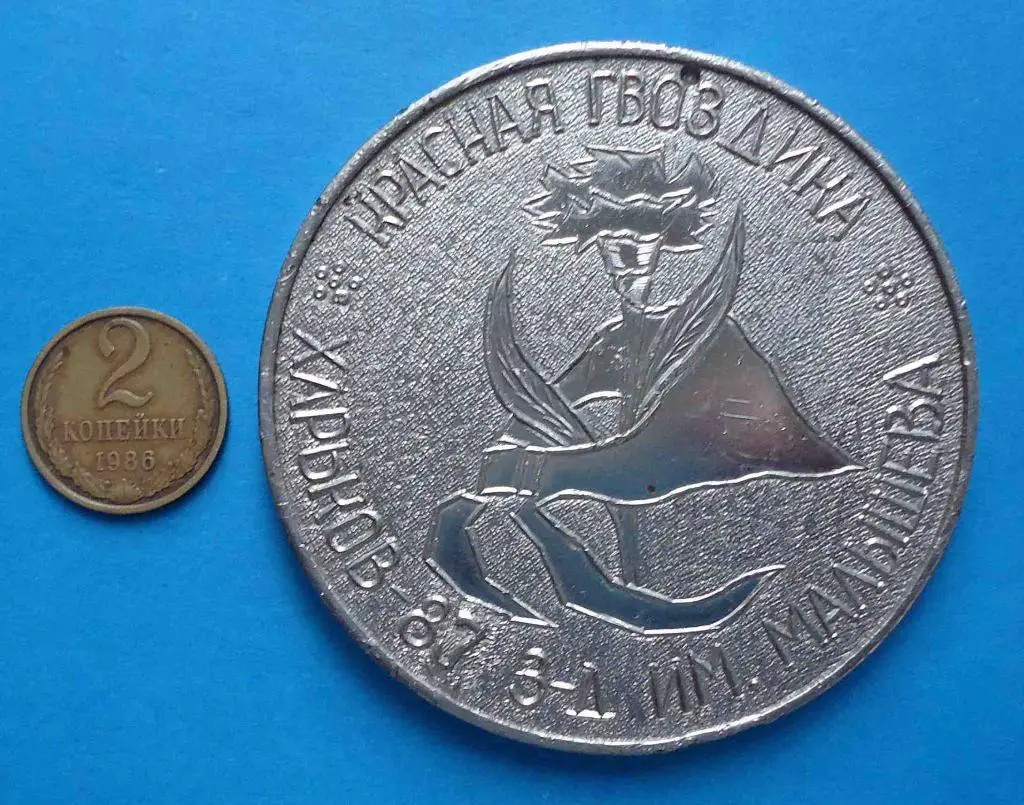 2
КОПЕЙКИ
1986
КРАСНАЯ ГВОЗДИКА
ХАРЬКОВ-87 З-Д ИМ. МАЛЫШЕВА